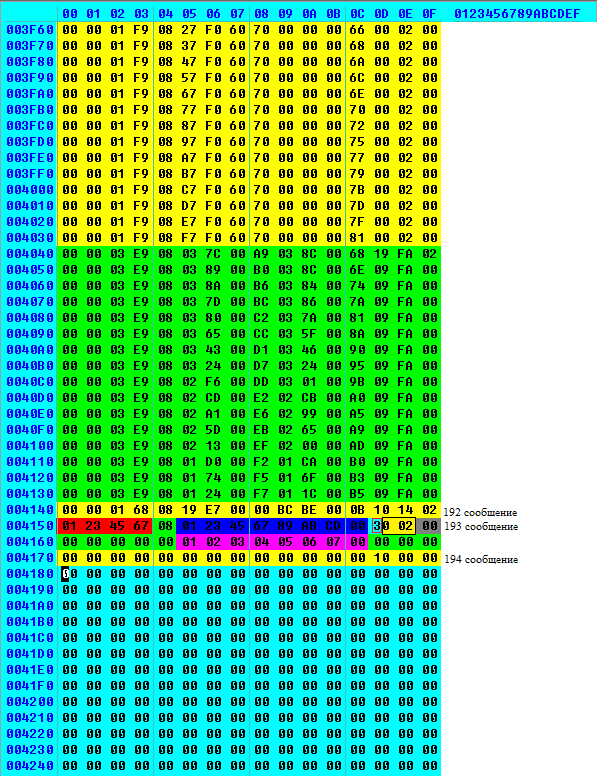 00 01 02 03 04 05 06 07 08 09 0A 0B 0C 0D 0E 0F 0123456789ABCDEF
003F60 00 00 01 F9 08 27 F0 60 70 00 00 00 66 00 02 00
003F70 00 00 01 F9 08 37 F0 60 70 00 00 00 68 00 02 00
003F80 00 00 01 F9 08 47 F0 60 70 00 00 00 6A 00 02 00
003F90 00 00 01 F9 08 57 F0 60 70 00 00 00 6C 00 02 00
003FA0 00 00 01 F9 08 67 F0 60 70 00 00 00 6E 00 02 00
003FB0 00 00 01 F9 08 77 F0 60 70 00 00 00 70 00 02 00
003FC0 00 00 01 F9 08 87 F0 60 70 00 00 00 72 00 02 00
003FD0 00 00 01 F9 08 97 F0 60 70 00 00 00 75 00 02 00
003FE0 00 00 01 F9 08 A7 F0 60 70 00 00 00 77 00 02 00
003FF0 00 00 01 F9 08 B7 F0 60 70 00 00 00 79 00 02 00
004000 00 00 01 F9 08 C7 F0 60 70 00 00 00 7B 00 02 00
004010 00 00 01 F9 08 D7 F0 60 70 00 00 00 7D 00 02 00
004020 00 00 01 F9 08 E7 F0 60 70 00 00 00 7F 00 02 00
004030 00 00 01 F9 08 F7 F0 60 70 00 00 00 81 00 02 00
004040 00 00 03 E9 08 03 7C 00 A9 03 8C 00 68 19 FA 02
004050 00 00 03 E9 08 03 89 00 B0 03 8C 00 6E 09 FA 00
004060 00 00 03 E9 08 03 8A 00 B6 03 84 00 74 09 FA 00
004070 00 00 03 E9 08 03 7D 00 BC 03 86 00 7A 09 FA 00
004080 00 00 03 E9 08 03 80 00 C2 03 7A 00 81 09 FA 00
004090 00 00 03 E9 08 03 65 00 CC 03 5F 00 8A 09 FA 00
0040A0 00 00 03 E9 08 03 43 00 D1 03 46 00 90 09 FA 00
0040B0 00 00 03 E9 08 03 24 00 D7 03 24 00 95 09 FA 00
0040C0 00 00 03 E9 08 02 F6 00 DD 03 01 00 9B 09 FA 00
0040D0 00 00 03 E9 08 02 CD 00 E2 02 CB 00 A0 09 FA 00
0040E0 00 00 03 E9 08 02 A1 00 E6 02 99 00 A5 09 FA 00
0040F0 00 00 03 E9 08 02 5D 00 EB 02 65 00 A9 09 FA 00
004100 00 00 03 E9 08 02 13 00 EF 02 00 00 AD 09 FA 00
004110 00 00 03 E9 08 01 D0 00 F2 01 CA 00 B0 09 FA 00
004120 00 00 03 E9 08 01 74 00 F5 01 6F 00 B3 09 FA 00
004130 00 00 03 E9 08 01 24 00 F7 01 1C 00 B5 09 FA 00
004140 00 00 01 68 08 19 E7 00 00 BC BE 00 0B 10 14 02 192 сообщение
004150 01 23 45 67 08 01 23 45 67 89 AB CD 00 30 02 00 193 сообщение
004160 00 00 00 00 00 01 02 03 04 05 06 07 00 00 00 00
004170 00 00 00 00 00 00 00 00 00 00 00 00 00 10 00 00 194 сообщение
004180 00 00 00 00 00 00 00 00 00 00 00 00 00 00 00 00
004190 00 00 00 00 00 00 00 00 00 00 00 00 00 00 00 00
0041A0 00 00 00 00 00 00 00 00 00 00 00 00 00 00 00 00
0041B0 00 00 00 00 00 00 00 00 00 00 00 00 00 00 00 00
0041C0 00 00 00 00 00 00 00 00 00 00 00 00 00 00 00 00
0041D0 00 00 00 00 00 00 00 00 00 00 00 00 00 00 00 00
0041E0 00 00 00 00 00 00 00 00 00 00 00 00 00 00 00 00
0041F0 00 00 00 00 00 00 00 00 00 00 00 00 00 00 00 00
004200 00 00 00 00 00 00 00 00 00 00 00 00 00 00 00 00
004210 00 00 00 00 00 00 00 00 00 00 00 00 00 00 00 00
004220 00 00 00 00 00 00 00 00 00 00 00 00 00 00 00 00
004230 00 00 00 00 00 00 00 00 00 00 00 00 00 00 00 00
004240 00 00 00 00 00 00 00 00 00 00 00 00 00 00 00 00